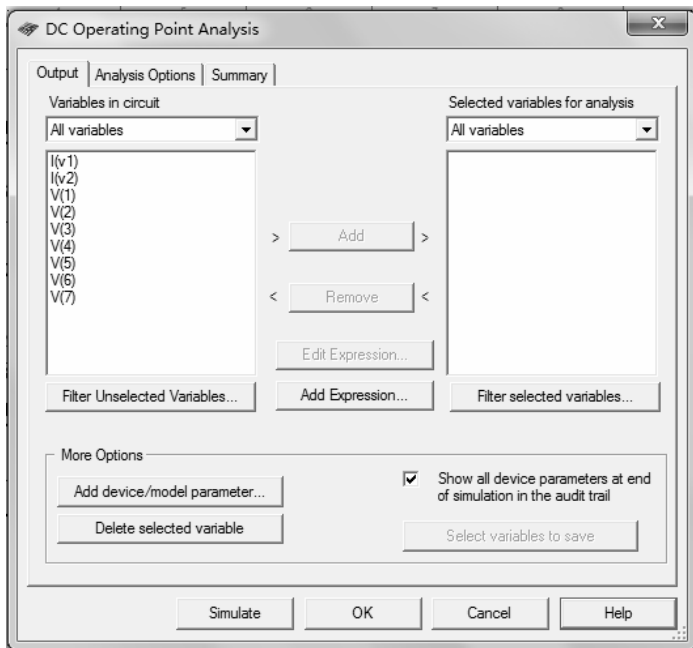 DC Operating Point Analysis
x
Output
Analysis Options
Summary
Variables in circuit
All variables
I(v1)
I(v2)
V(1)
V(2)
V(3)
V(4)
V(5)
V(6)
V(7)
Filter Unselected Variables...
> Add >
< Remove <
Edit Expression...
Add Expression...
Selected variables for analysis
All variables
Filter selected variables...
More Options
Add device/model parameter...
Delete selected variable
Show all device parameters at end
of simulation in the audit trail
Select variables to save
Simulate
OK
Cancel
Help